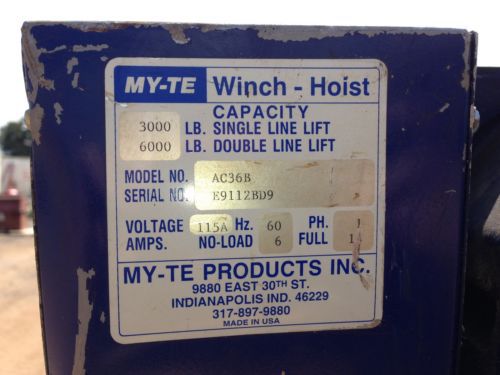 MY-TE Winch - Hoist
CAPACITY
3000 LB. SINGLE LINE LIFT
6000 LB. DOUBLE LINE LIFT
MODEL NO. AC36B
SERIAL NO. E9112BD9
VOLTAGE 115A Hz. 60 PH. 1
AMPS. NO-LOAD 6 FULL
MY-TE PRODUCTS INC.
9880 EAST 30TH ST.
INDIANAPOLIS IND. 46229
317-897-9880
MADE IN USA